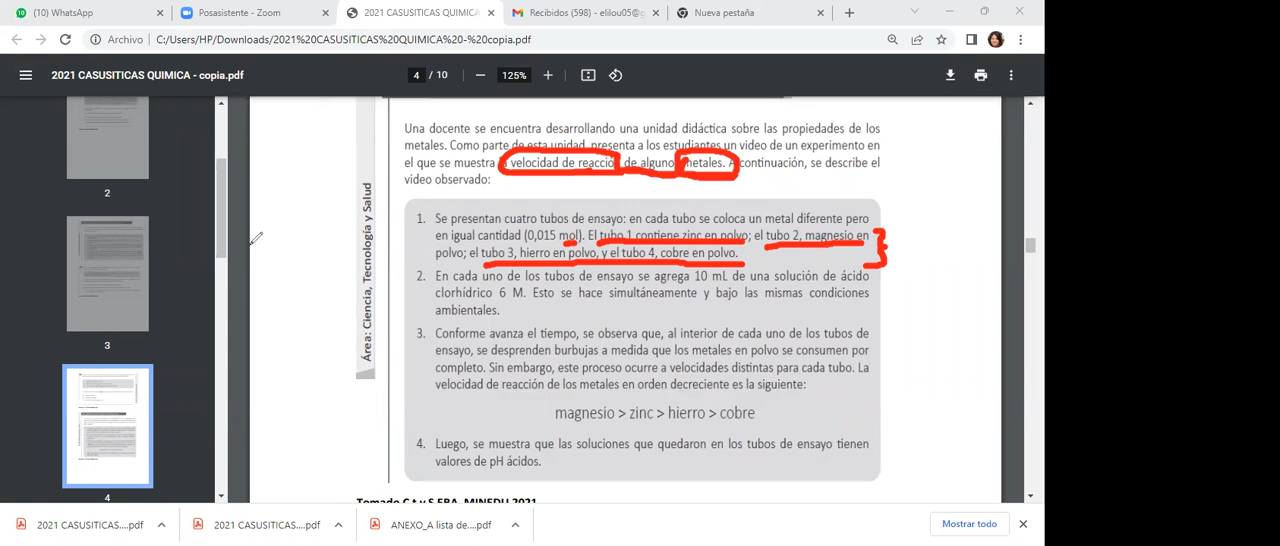 (10) WhatsApp
Posasistente - Zoom
2021 CASUSITICAS QUIMICA
Recibidos (598) - elilou05@g
Nueva pestaña
Archivo
C:/Users/HP/Downloads/2021%20CASUSITICAS%20QUIMICA%20-%20copia.pdf
2021 CASUSITICAS QUIMICA - copia.pdf
4 / 10
125%
2
3
4
Área: Ciencia, Tecnología y Salud
Una docente se encuentra desarrollando una unidad didáctica sobre las propiedades de los
metales. Como parte de esta unidad, presenta a los estudiantes un video de un experimento en
el que se muestra la velocidad de reacción de algunos metales. A continuación, se describe el
video observado:
1. Se presentan cuatro tubos de ensayo: en cada tubo se coloca un metal diferente pero
en igual cantidad (0,015 mol). El tubo 1 contiene zinc en polvo; el tubo 2, magnesio en
polvo; el tubo 3, hierro en polvo, y el tubo 4, cobre en polvo.
2. En cada uno de los tubos de ensayo se agrega 10 mL de una solución de ácido
clorhídrico 6 M. Esto se hace simultáneamente y bajo las mismas condiciones
ambientales.
3. Conforme avanza el tiempo, se observa que, al interior de cada uno de los tubos de
ensayo, se desprenden burbujas a medida que los metales en polvo se consumen por
completo. Sin embargo, este proceso ocurre a velocidades distintas para cada tubo. La
velocidad de reacción de los metales en orden decreciente es la siguiente:
magnesio > zinc > hierro > cobre
4. Luego, se muestra que las soluciones que quedaron en los tubos de ensayo tienen
valores de pH ácidos.
Tomado C t y S EBA, MINEDU 2021
2021 CASUSITICAS....pdf
2021 CASUSITICAS....pdf
ANEXO_A lista de....pdf
Mostrar todo